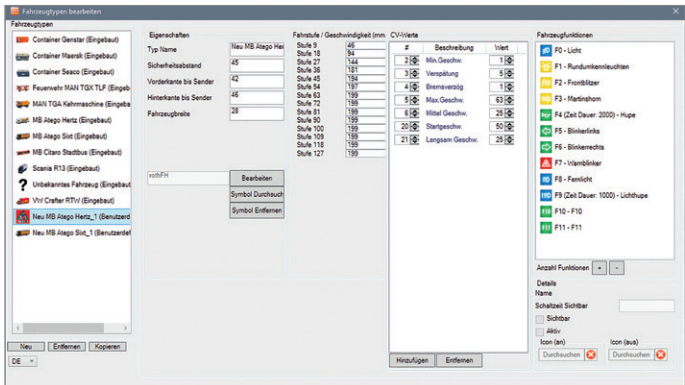 Fahrzeugtypen bearbeiten
Fahrzeugtypen
Container Genstar (Eingebaut)
Container Maersk (Eingebaut)
Container Seaco (Eingebaut)
Feuerwehr MAN TGX TLF (Eingeb
MAN TGA Kehrmaschine (Eingeba
MB Atego Hertz (Eingebaut)
MB Atego Sixt (Eingebaut)
MB Citaro Stadtbus (Eingebaut)
Scania R13 (Eingebaut)
Unbekanntes Fahrzeug (Eingebaut
VW Crafter RTW (Eingebaut)
Neu MB Atego Hertz_1 (Benutzerd
Neu MB Atego Sixt_1 (Benutzerdef
Neu Entfernen Kopieren
DE
Eigenschaften
Typ Name Neu MB Atego Her
Sicherheitsabstand 45
Vorderkante bis Sender 42
Hinterkante bis Sender 46
Fahrzeugbreite 28
rothFH Bearbeiten
Symbol Durchsuch
Symbol Entfernen
Fahrstufe / Geschwindigkeit (mm
Stufe 9 46
Stufe 18 94
Stufe 27 144
Stufe 36 181
Stufe 45 194
Stufe 54 197
Stufe 63 199
Stufe 72 199
Stufe 81 199
Stufe 90 199
Stufe 100 199
Stufe 109 199
Stufe 118 199
Stufe 127 199
CV-Werte
# Beschreibung Wert
2 Min.Geschw. 1
3 Verspätung 5
4 Bremsverzög 1
5 Max.Geschw. 63
6 Mittel Geschw. 25
20 Startgeschw. 50
21 Langsam Geschw. 25
Hinzufügen Entfernen
Fahrzeugfunktionen
F0 - Licht
F1 - Rundumkennleuchten
F2 - Frontblitzer
F3 - Martinshorn
F4 (Zeit Dauer: 2000) - Hupe
F5 - Blinkerlinks
F6 - Blinkerrechts
F7 - Warnblinker
F8 - Fernlicht
F9 (Zeit Dauer: 1000) - Lichthupe
F10 F10 - F10
F11 F11 - F11
Anzahl Funktionen + -
Details
Name
Schaltzeit Sichtbar
Sichtbar
Aktiv
Icon (an) Icon (aus)
Durchsuchen Durchsuchen